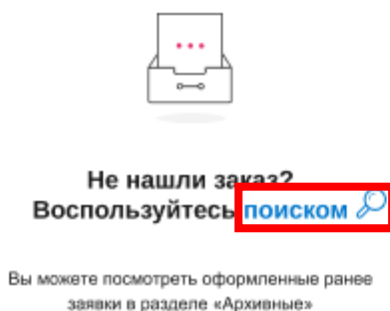 Не нашли заказ?
Воспользуйтесь поиском
Вы можете посмотреть оформленные ранее
заявки в разделе «Архивные»